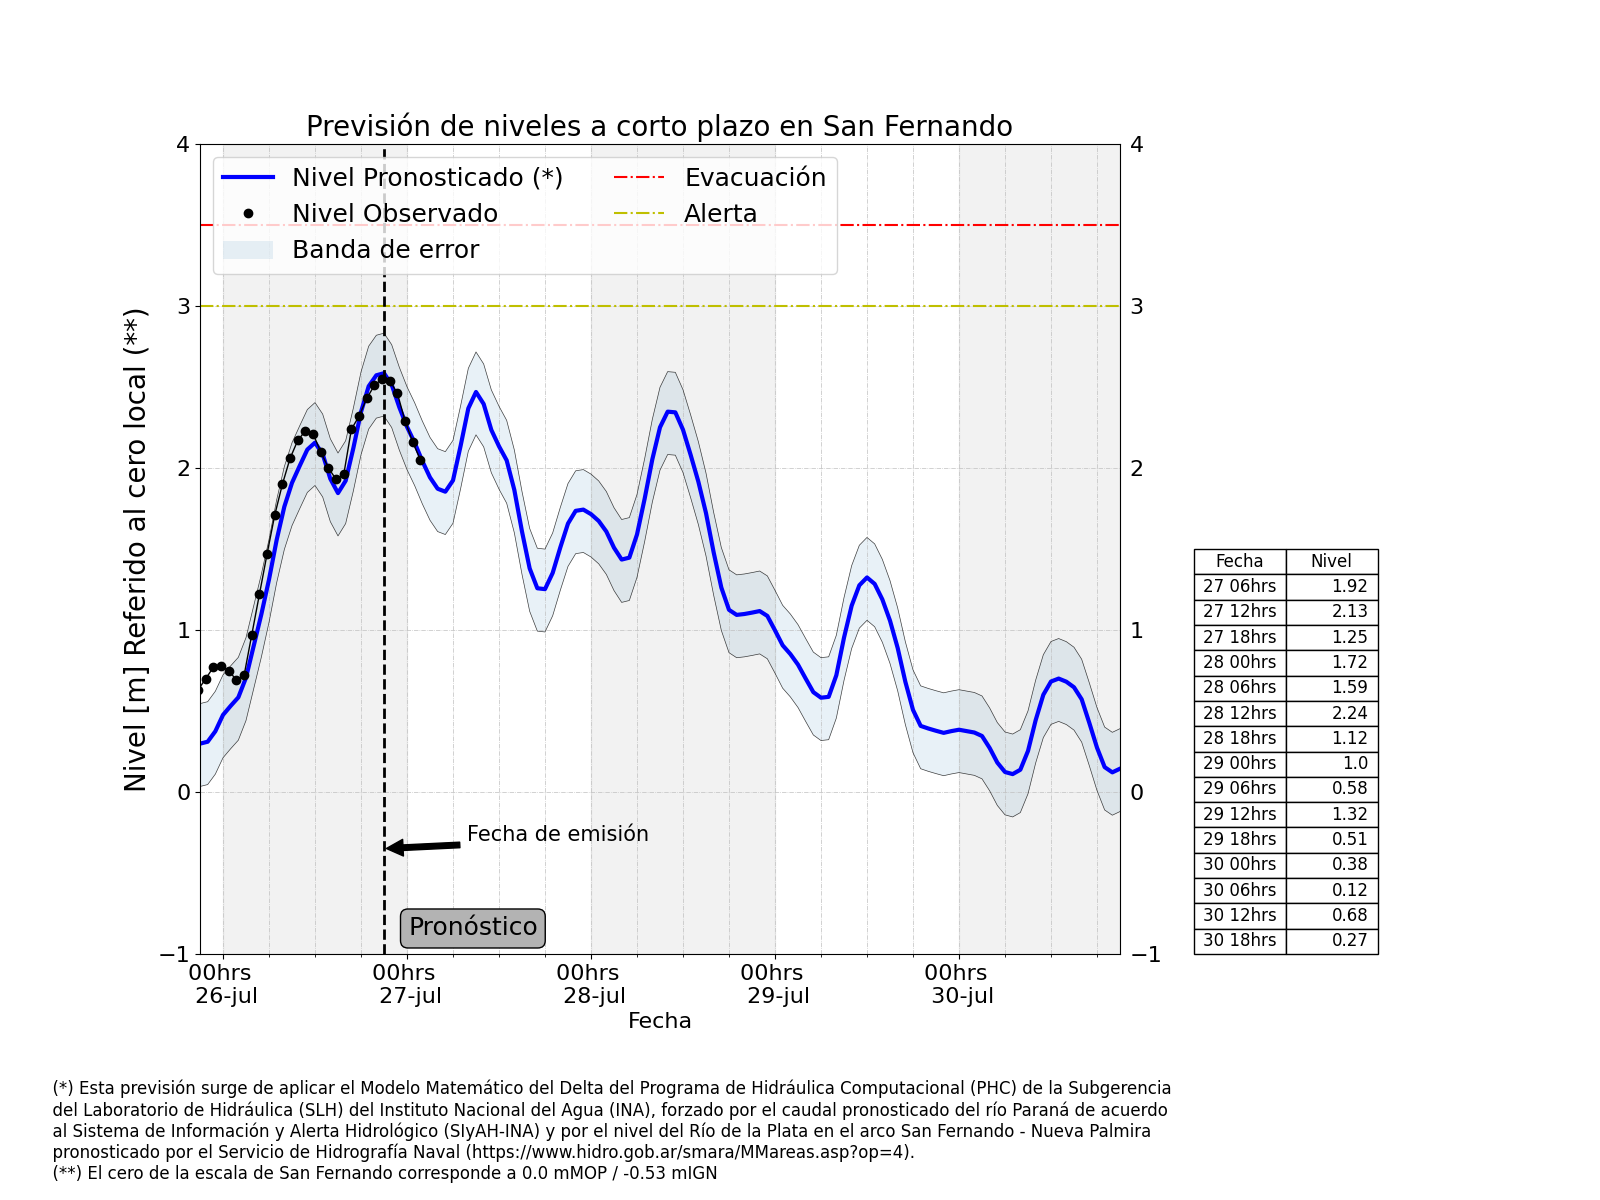 Previsión de niveles a corto plazo en San Fernando
Nivel Pronosticado (*)
Nivel Observado
Banda de error
Evacuación
Alerta
Nivel [m] Referido al cero local (**)
4
3
2
1
0
−1
4
3
2
1
0
−1
Fecha de emisión
Pronóstico
00hrs
26-jul
00hrs
27-jul
00hrs
28-jul
00hrs
29-jul
00hrs
30-jul
Fecha
Fecha Nivel
27 06hrs 1.92
27 12hrs 2.13
27 18hrs 1.25
28 00hrs 1.72
28 06hrs 1.59
28 12hrs 2.24
28 18hrs 1.12
29 00hrs 1.0
29 06hrs 0.58
29 12hrs 1.32
29 18hrs 0.51
30 00hrs 0.38
30 06hrs 0.12
30 12hrs 0.68
30 18hrs 0.27
(*) Esta previsión surge de aplicar el Modelo Matemático del Delta del Programa de Hidráulica Computacional (PHC) de la Subgerencia
del Laboratorio de Hidráulica (SLH) del Instituto Nacional del Agua (INA), forzado por el caudal pronosticado del río Paraná de acuerdo
al Sistema de Información y Alerta Hidrológico (SIyAH-INA) y por el nivel del Río de la Plata en el arco San Fernando - Nueva Palmira
pronosticado por el Servicio de Hidrografía Naval (https://www.hidro.gob.ar/smara/MMareas.asp?op=4).
(**) El cero de la escala de San Fernando corresponde a 0.0 mMOP / -0.53 mIGN